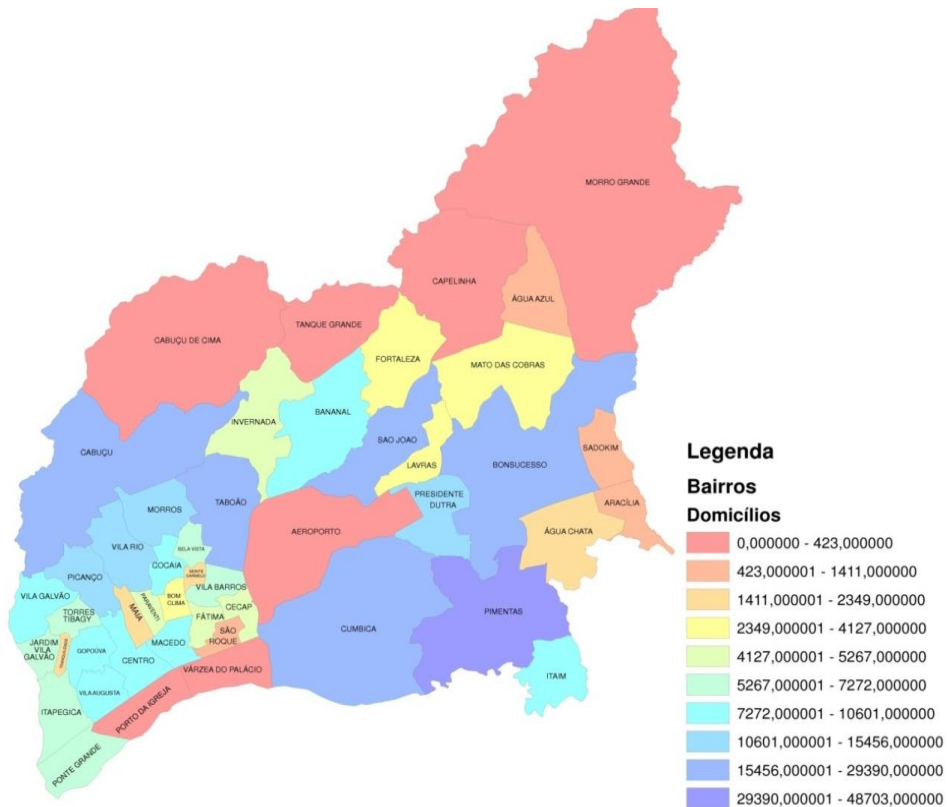 MORRO GRANDE
CAPELINHA
ÁGUA AZUL
TANQUE GRANDE
CABUÇU DE CIMA
FORTALEZA
MATO DAS COBRAS
BANANAL
INVERNADA
SAO JOAO
CABUÇU
SADOKIM
LAVRAS
BONSUCESSO
TABOÃO
PRESIDENTE
DUTRA
ARACÍLIA
MORROS
AEROPORTO
ÁGUA CHATA
VILA RIO
BELA VISTA
COCAIA
PICANÇO
MONTE
CARMELO
VILA BARROS
VILA GALVÃO
BOM
CLIMA
PARAVENTI
MAIA
CECAP
TORRES
TIBAGY
FÁTIMA
PIMENTAS
SÃO
ROQUE
CUMBICA
JARDIM
VILA
GALVÃO
TRANQUILIDADE
GOPOÚVA
MACEDO
CENTRO
VÁRZEA DO PALÁCIO
ITAIM
VILA AUGUSTA
ITAPEGICA
PORTO DA IGREJA
PONTE GRANDE
Legenda
Bairros
Domicílios
0,000000 - 423,000000
423,000001 - 1411,000000
1411,000001 - 2349,000000
2349,000001 - 4127,000000
4127,000001 - 5267,000000
5267,000001 - 7272,000000
7272,000001 - 10601,000000
10601,000001 - 15456,000000
15456,000001 - 29390,000000
29390,000001 - 48703,000000